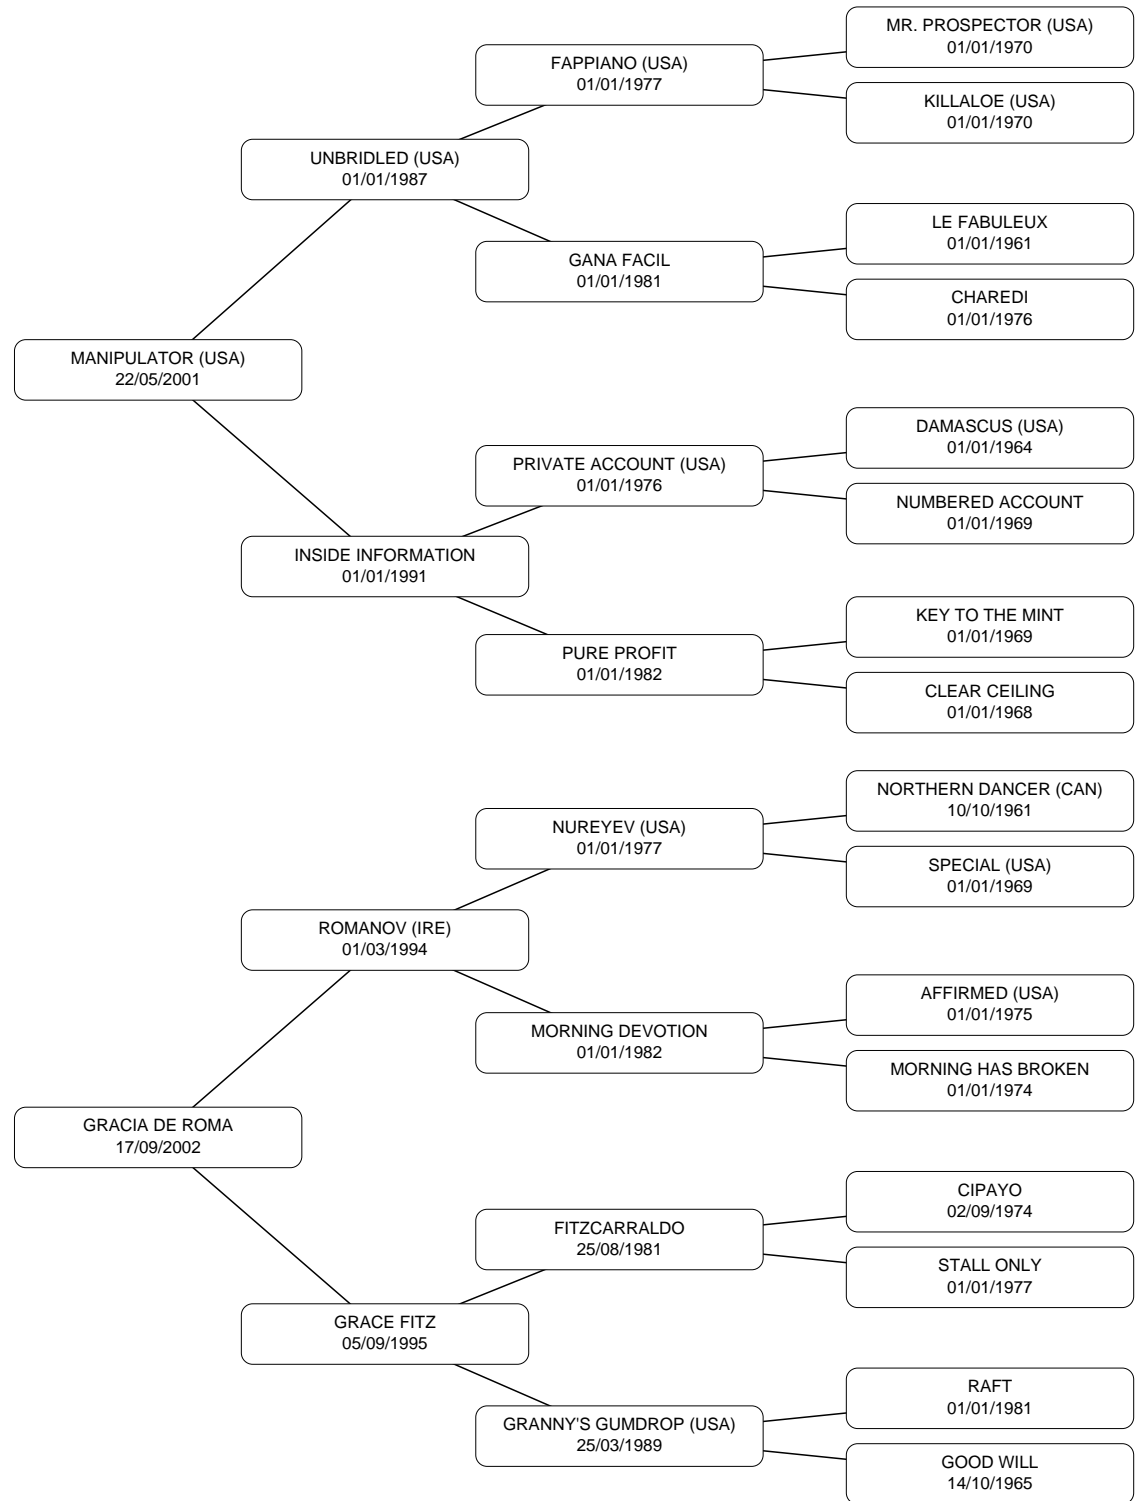 MR. PROSPECTOR (USA)
01/01/1970
FAPPIANO (USA)
01/01/1977
KILLALOE (USA)
01/01/1970
UNBRIDLED (USA)
01/01/1987
LE FABULEUX
01/01/1961
GANA FACIL
01/01/1981
CHAREDI
01/01/1976
MANIPULATOR (USA)
22/05/2001
DAMASCUS (USA)
01/01/1964
PRIVATE ACCOUNT (USA)
01/01/1976
NUMBERED ACCOUNT
01/01/1969
INSIDE INFORMATION
01/01/1991
KEY TO THE MINT
01/01/1969
PURE PROFIT
01/01/1982
CLEAR CEILING
01/01/1968
NORTHERN DANCER (CAN)
10/10/1961
NUREYEV (USA)
01/01/1977
SPECIAL (USA)
01/01/1969
ROMANOV (IRE)
01/03/1994
AFFIRMED (USA)
01/01/1975
MORNING DEVOTION
01/01/1982
MORNING HAS BROKEN
01/01/1974
GRACIA DE ROMA
17/09/2002
CIPAYO
02/09/1974
FITZCARRALDO
25/08/1981
STALL ONLY
01/01/1977
GRACE FITZ
05/09/1995
RAFT
01/01/1981
GRANNY'S GUMDROP (USA)
25/03/1989
GOOD WILL
14/10/1965